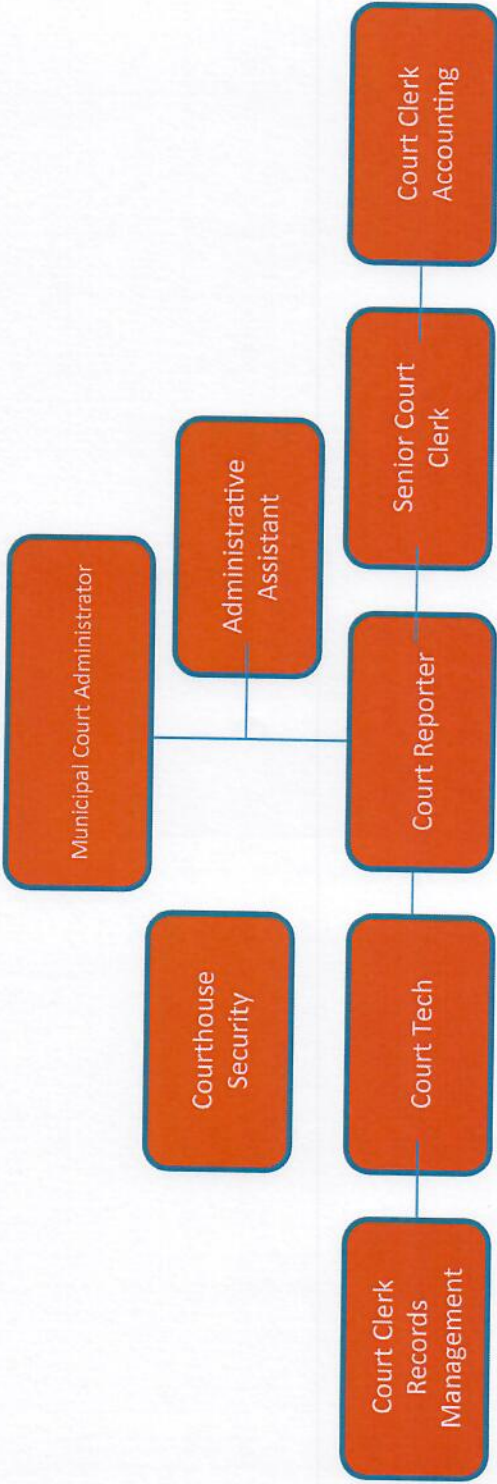 Municipal Court Administrator
Courthouse
Security
Administrative
Assistant
Court Clerk
Records
Management
Court Tech
Court Reporter
Senior Court
Clerk
Court Clerk
Accounting